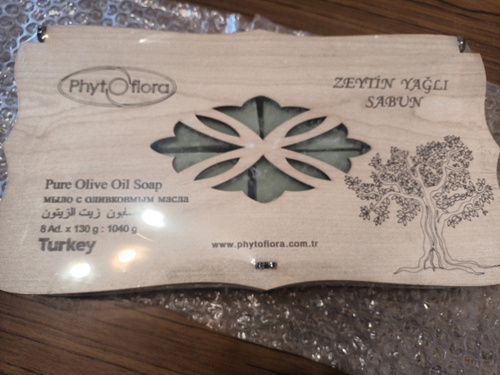 PhytOflora
ZEYTİN YAĞLI
SABUN
Pure Olive Oil Soap
мыло с оливковым масла
صابون زيت الزيتون
8 Ad. x 130 g : 1040 g
Turkey
www.phytoflora.com.tr